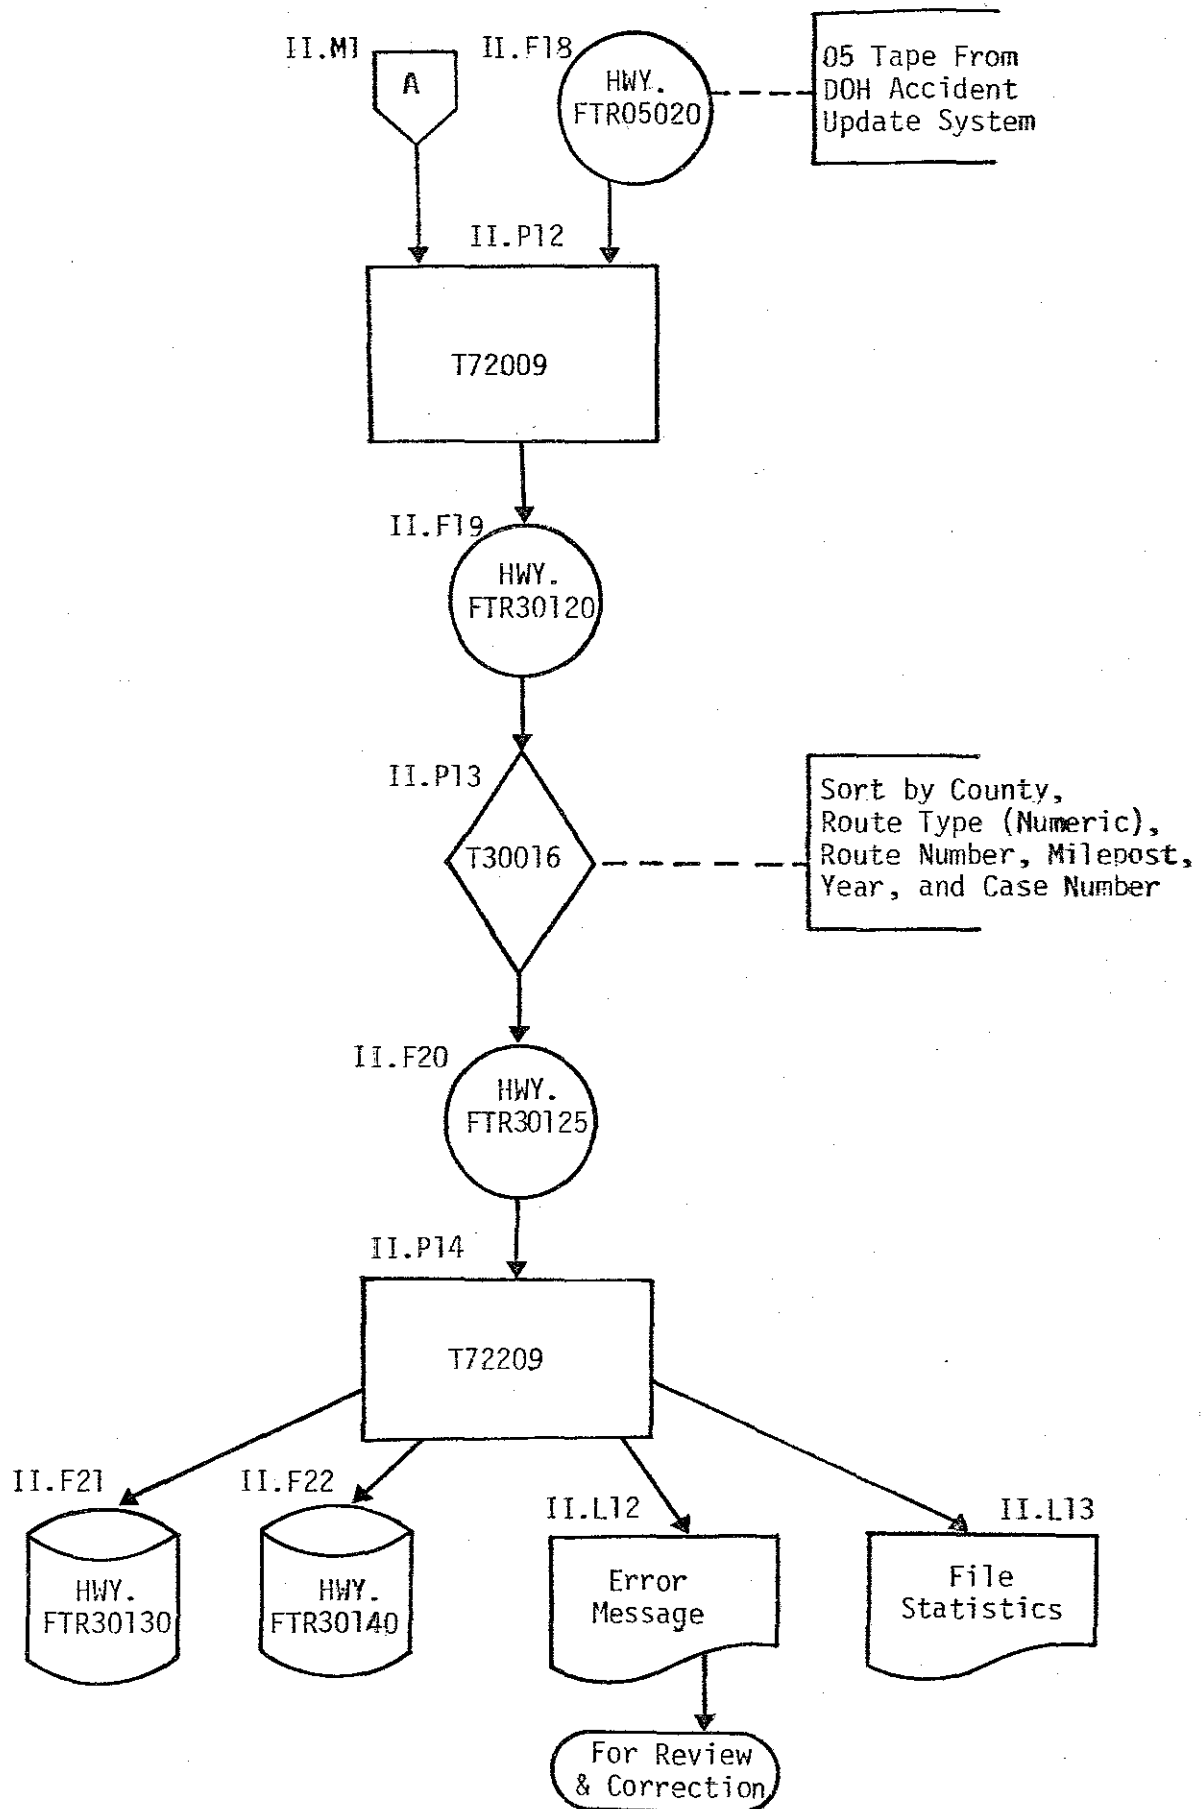 II.M1
A
II.F18
HWY.
FTR05020
05 Tape From
DOH Accident
Update System
II.P12
T72009
II.F19
HWY.
FTR30120
II.P13
T30016
Sort by County,
Route Type (Numeric),
Route Number, Milepost,
Year, and Case Number
II.F20
HWY.
FTR30125
II.P14
T72209
II.F21
HWY.
FTR30130
II.F22
HWY.
FTR30140
II.L12
Error
Message
II.L13
File
Statistics
For Review
& Correction